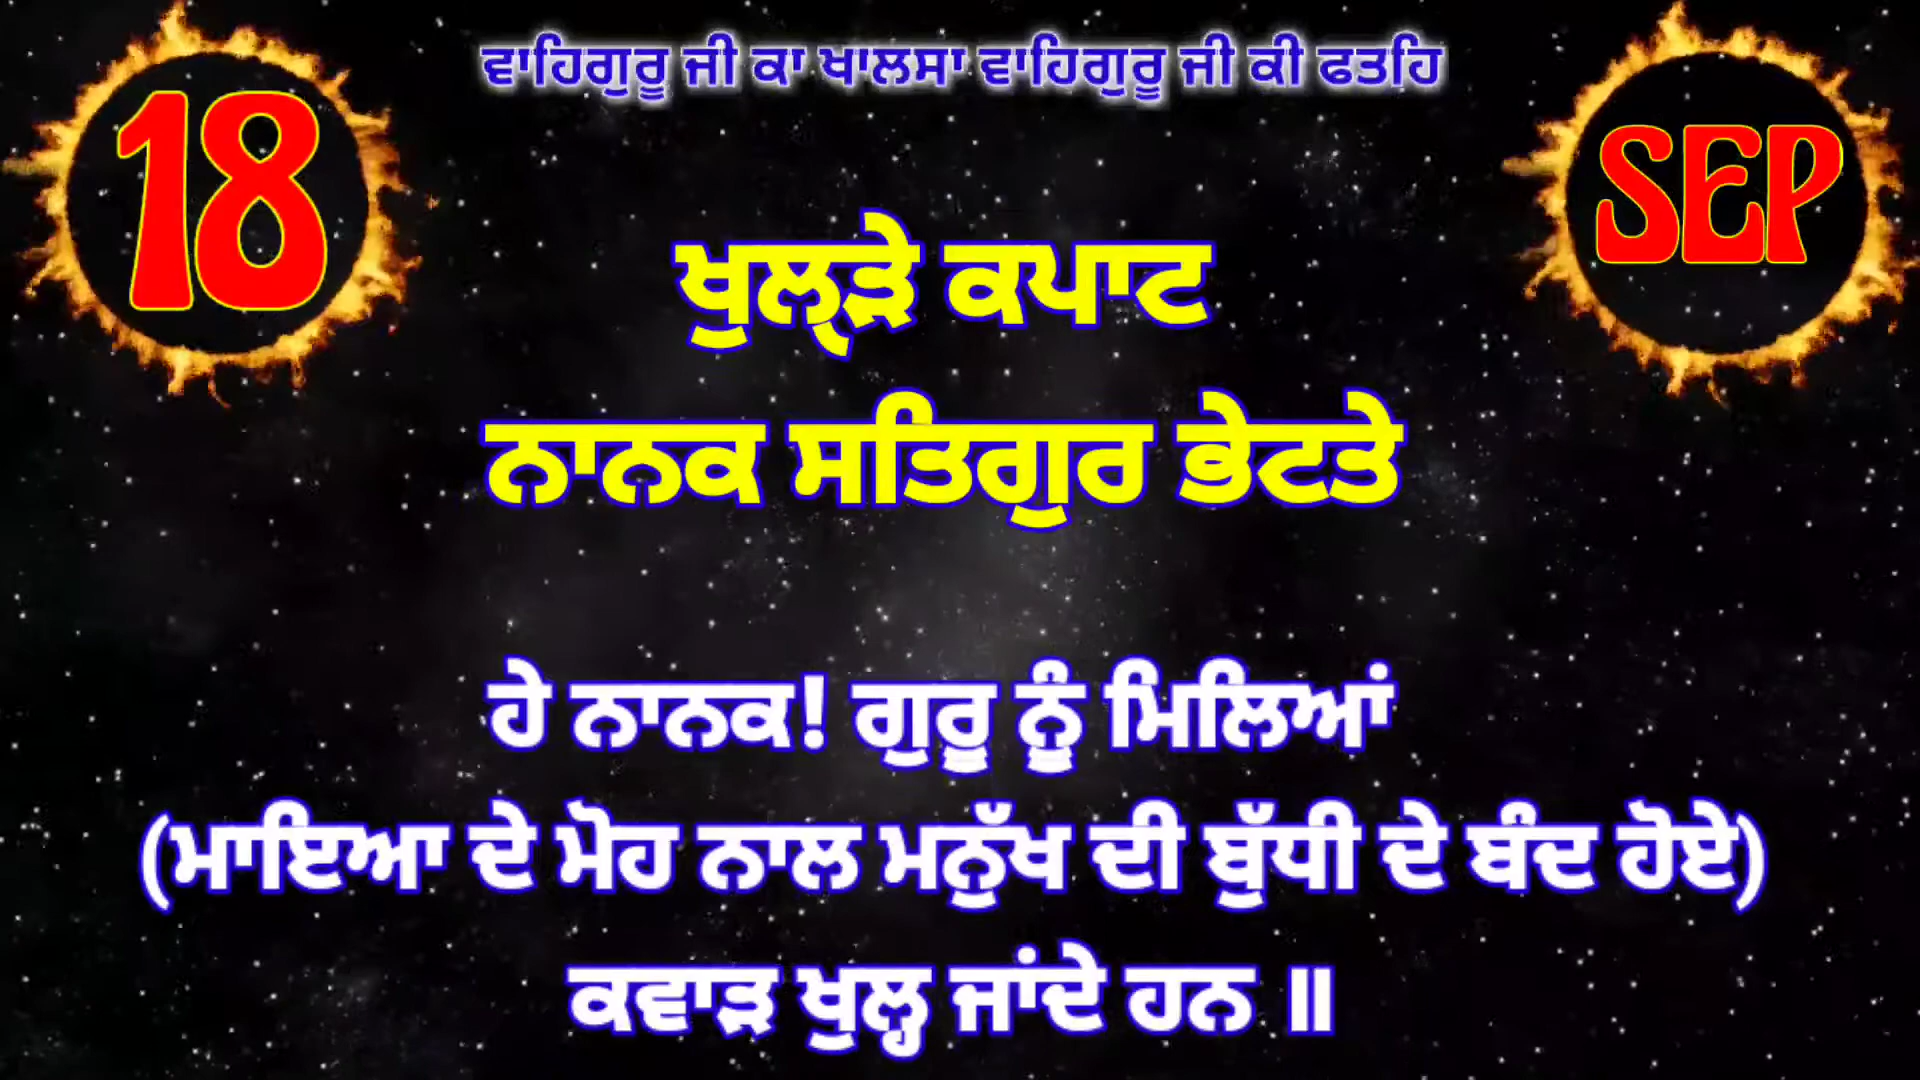 ਵਾਹਿਗੁਰੂ ਜੀ ਕਾ ਖਾਲਸਾ ਵਾਹਿਗੁਰੂ ਜੀ ਕੀ ਫਤਹਿ
18
SEP
ਖੁਲੑੜੇ ਕਪਾਟ
ਨਾਨਕ ਸਤਿਗੁਰ ਭੇਟਤੇ
ਹੇ ਨਾਨਕ! ਗੁਰੂ ਨੂੰ ਮਿਲਿਆਂ
(ਮਾਇਆ ਦੇ ਮੋਹ ਨਾਲ ਮਨੁੱਖ ਦੀ ਬੁੱਧੀ ਦੇ ਬੰਦ ਹੋਏ)
ਕਵਾੜ ਖੁਲ੍ਹ ਜਾਂਦੇ ਹਨ ॥